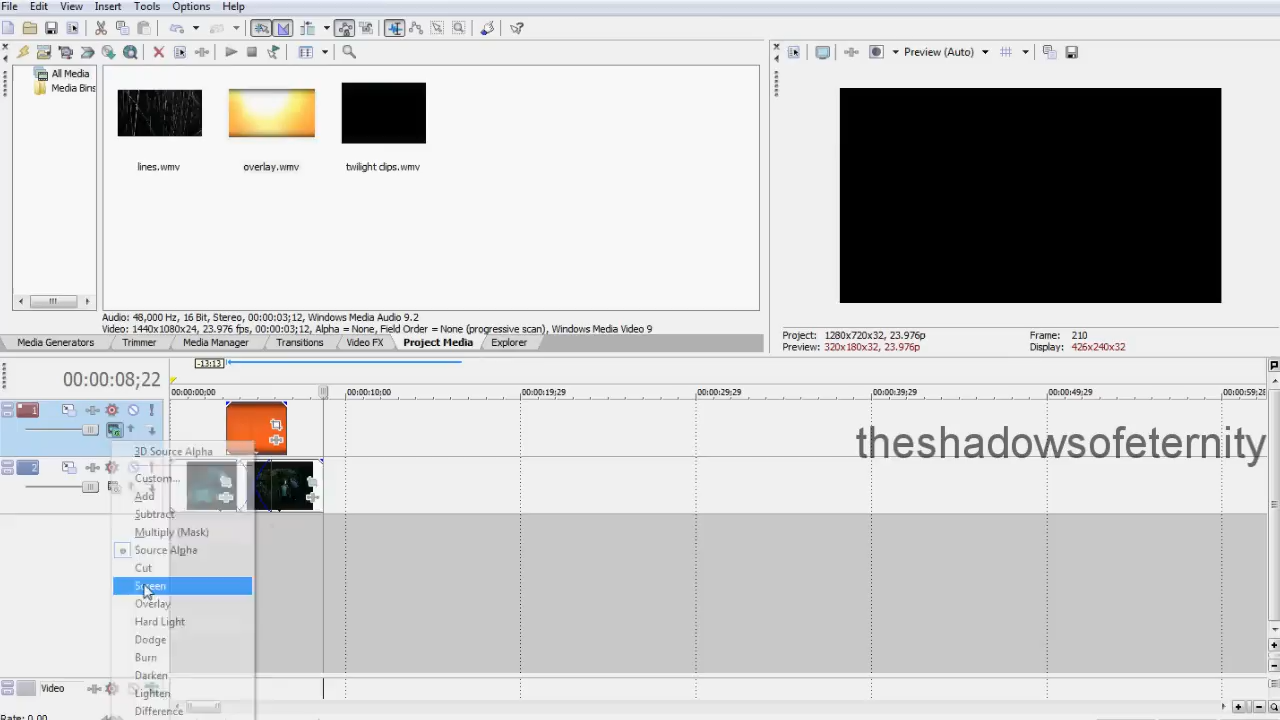 File Edit View Insert Tools Options Help
All Media
Media Bins
lines.wmv overlay.wmv twilight clips.wmv
Audio: 48,000 Hz, 16 Bit, Stereo, 00:00:03;12, Windows Media Audio 9.2
Video: 1440x1080x24, 23.976 fps, 00:00:03;12, Alpha = None, Field Order = None (progressive scan), Windows Media Video 9
Media Generators Trimmer Media Manager Transitions Video FX Project Media Explorer
Preview (Auto)
Project: 1280x720x32, 23.976p Frame: 210
Preview: 320x180x32, 23.976p Display: 426x240x32
-13:13
00:00:08;22
00:00:00;00 00:00:10;00 00:00:19;29 00:00:29;29 00:00:39;29 00:00:49;29 00:00:59;28
1
2
theshadowsofeternity
3D Source Alpha
Custom...
Add
Subtract
Multiply (Mask)
Source Alpha
Cut
Screen
Overlay
Hard Light
Dodge
Burn
Darken
Lighten
Difference
Video
Rate: 0.00